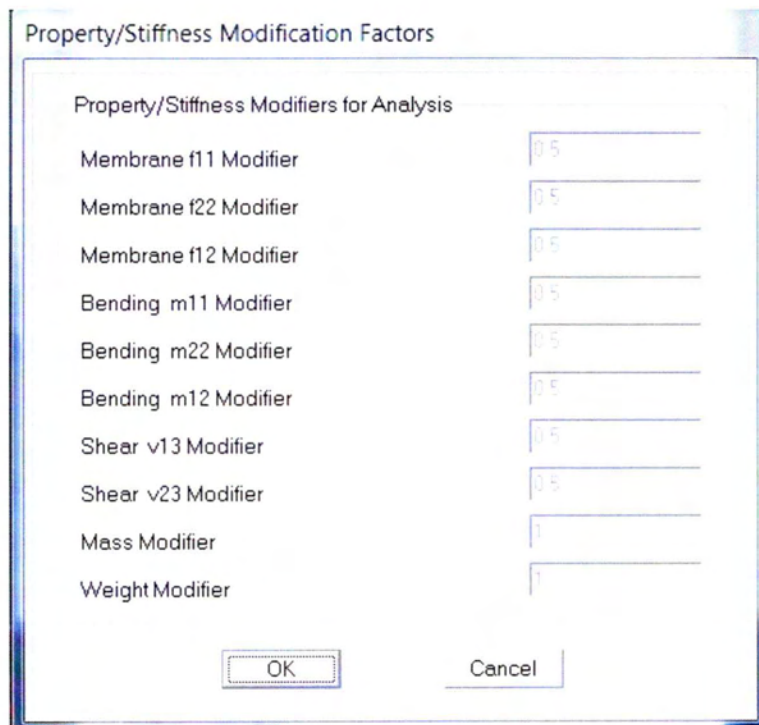 Property/Stiffness Modification Factors
Property/Stiffness Modifiers for Analysis
Membrane f11 Modifier 0.5
Membrane f22 Modifier 0.5
Membrane f12 Modifier 0.5
Bending m11 Modifier 0.5
Bending m22 Modifier 0.5
Bending m12 Modifier 0.5
Shear v13 Modifier 0.5
Shear v23 Modifier 0.5
Mass Modifier 1
Weight Modifier 1
OK Cancel